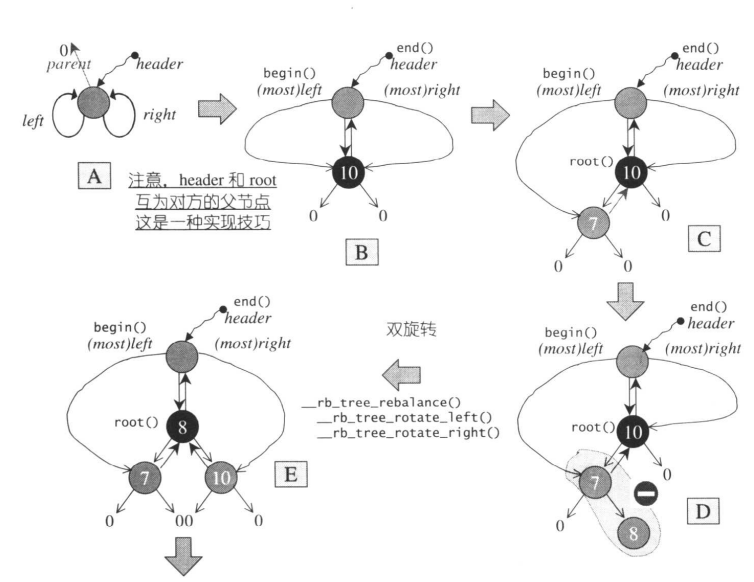 0
parent
header
left
right
A
注意，header 和 root
互为对方的父节点
这是一种实现技巧
end()
header
begin()
(most)left
(most)right
10
0
0
B
end()
header
begin()
(most)left
(most)right
root()
10
0
7
0
0
C
end()
header
begin()
(most)left
(most)right
root()
10
0
7
0
8
D
双旋转
__rb_tree_rebalance()
__rb_tree_rotate_left()
__rb_tree_rotate_right()
end()
header
begin()
(most)left
(most)right
root()
8
7
10
0
00
0
E